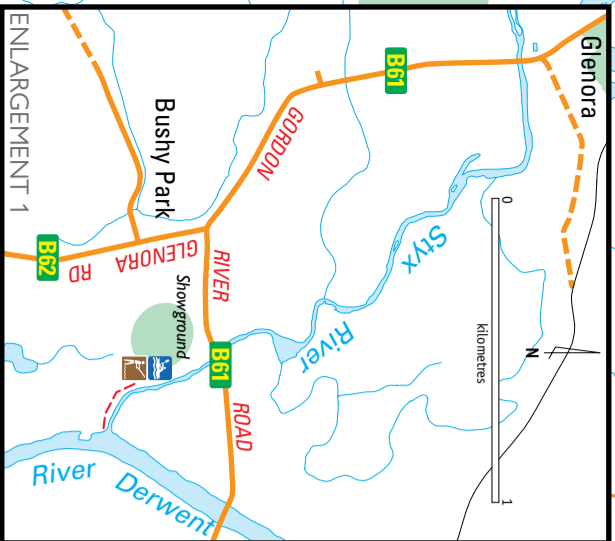 Glenora
B61
GORDON
RIVER
B61
ROAD
Styx
River
0
1
kilometres
N
Bushy Park
GLENORA
RD
B62
Showground
River
Derwent
ENLARGEMENT 1